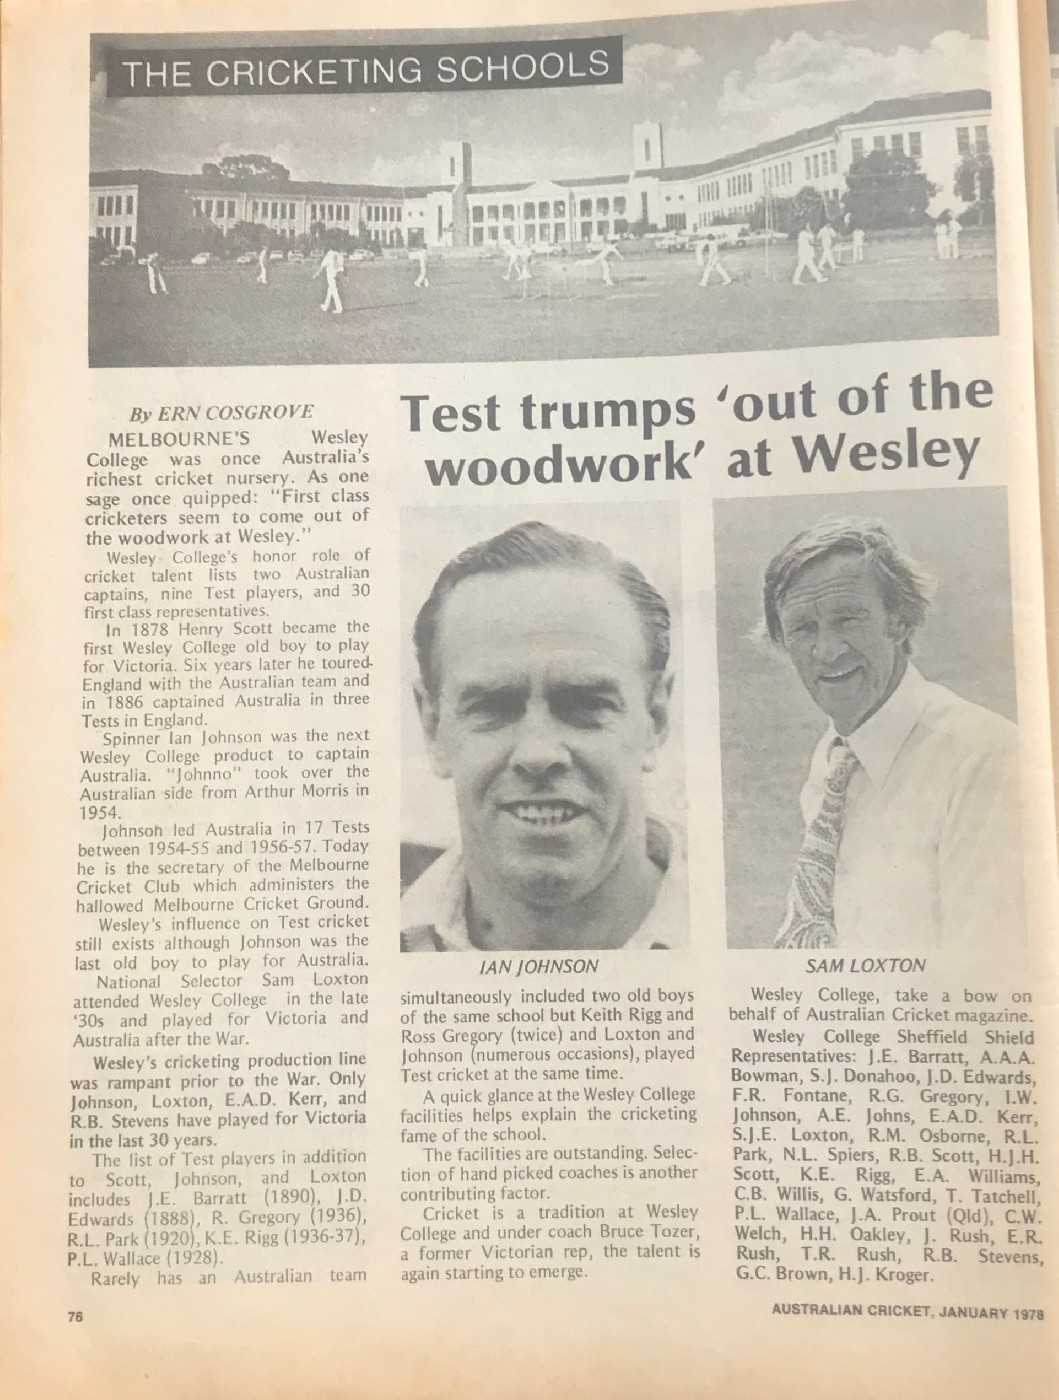 THE CRICKETING SCHOOLS
Test trumps ‘out of the
woodwork’ at Wesley
By ERN COSGROVE
MELBOURNE'S Wesley
College was once Australia's
richest cricket nursery. As one
sage once quipped: "First class
cricketers seem to come out of
the woodwork at Wesley."
Wesley College's honor role of
cricket talent lists two Australian
captains, nine Test players, and 30
first class representatives.
In 1878 Henry Scott became the
first Wesley College old boy to play
for Victoria. Six years later he toured
England with the Australian team and
in 1886 captained Australia in three
Tests in England.
Spinner Ian Johnson was the next
Wesley College product to captain
Australia. "Johnno" took over the
Australian side from Arthur Morris in
1954.
Johnson led Australia in 17 Tests
between 1954-55 and 1956-57. Today
he is the secretary of the Melbourne
Cricket Club which administers the
hallowed Melbourne Cricket Ground.
Wesley's influence on Test cricket
still exists although Johnson was the
last old boy to play for Australia.
National Selector Sam Loxton
attended Wesley College in the late
'30s and played for Victoria and
Australia after the War.
Wesley's cricketing production line
was rampant prior to the War. Only
Johnson, Loxton, E.A.D. Kerr, and
R.B. Stevens have played for Victoria
in the last 30 years.
The list of Test players in addition
to Scott, Johnson, and Loxton
includes J.E. Barratt (1890), J.D.
Edwards (1888), R. Gregory (1936),
R.L. Park (1920), K.E. Rigg (1936-37),
P.L. Wallace (1928).
Rarely has an Australian team
IAN JOHNSON
simultaneously included two old boys
of the same school but Keith Rigg and
Ross Gregory (twice) and Loxton and
Johnson (numerous occasions), played
Test cricket at the same time.
A quick glance at the Wesley College
facilities helps explain the cricketing
fame of the school.
The facilities are outstanding. Selec-
tion of hand picked coaches is another
contributing factor.
Cricket is a tradition at Wesley
College and under coach Bruce Tozer,
a former Victorian rep, the talent is
again starting to emerge.
SAM LOXTON
Wesley College, take a bow on
behalf of Australian Cricket magazine.
Wesley College Sheffield Shield
Representatives: J.E. Barratt, A.A.A.
Bowman, S.J. Donahoo, J.D. Edwards,
F.R. Fontane, R.G. Gregory, I.W.
Johnson, A.E. Johns, E.A.D. Kerr,
S.J.E. Loxton, R.M. Osborne, R.L.
Park, N.L. Spiers, R.B. Scott, H.J.H.
Scott, K.E. Rigg, E.A. Williams,
C.B. Willis, G. Watsford, T. Tatchell,
P.L. Wallace, J.A. Prout (Qld), C.W.
Welch, H.H. Oakley, J. Rush, E.R.
Rush, T.R. Rush, R.B. Stevens,
G.C. Brown, H.J. Kroger.
76
AUSTRALIAN CRICKET, JANUARY 1978